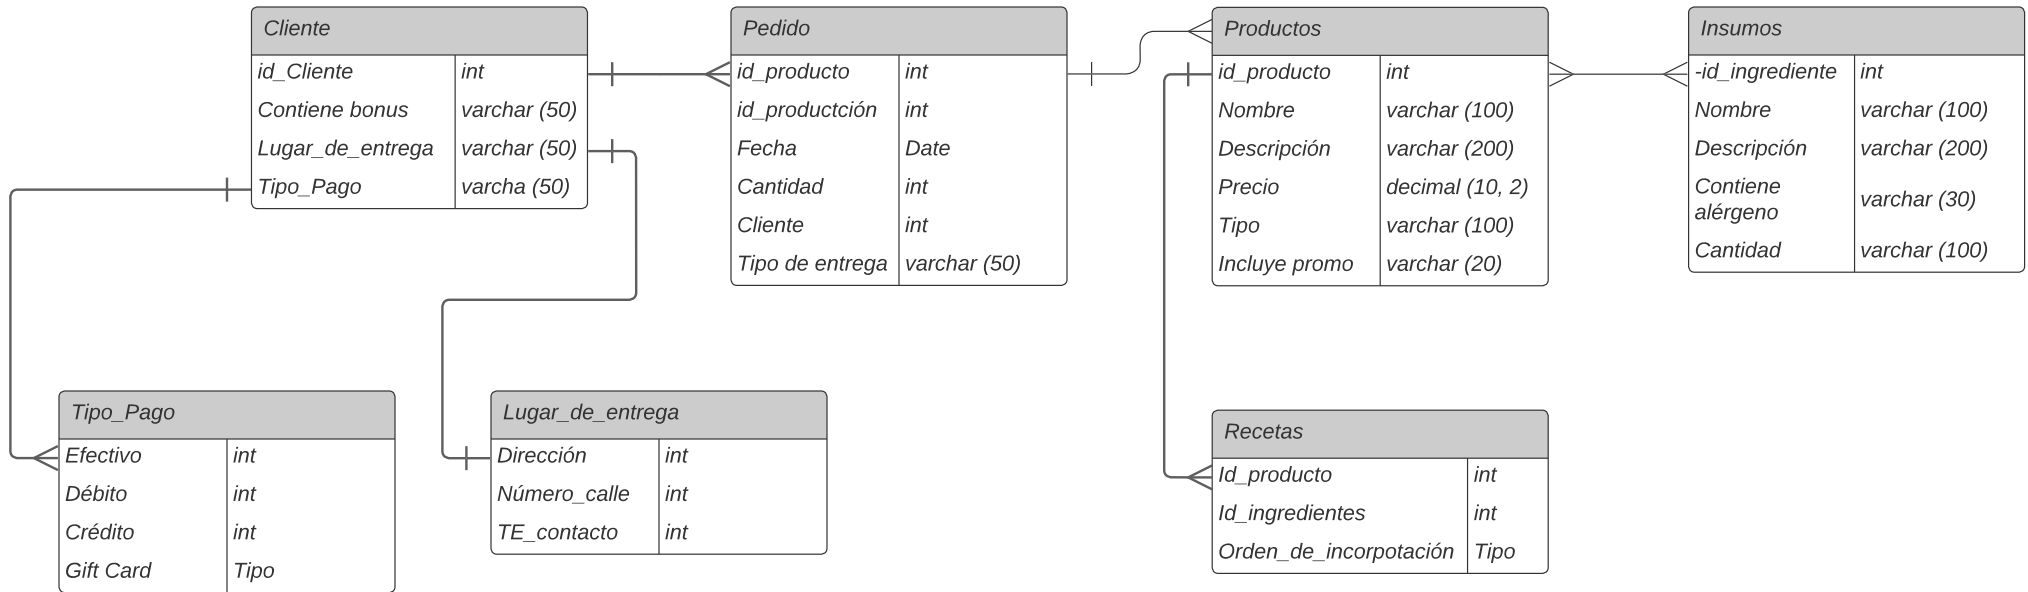 Cliente
id_Cliente int
Contiene bonus varchar (50)
Lugar_de_entrega varchar (50)
Tipo_Pago varcha (50)
Pedido
id_producto int
id_productción int
Fecha Date
Cantidad int
Cliente int
Tipo de entrega varchar (50)
Productos
id_producto int
Nombre varchar (100)
Descripción varchar (200)
Precio decimal (10, 2)
Tipo varchar (100)
Incluye promo varchar (20)
Insumos
-id_ingrediente int
Nombre varchar (100)
Descripción varchar (200)
Contiene
alérgeno varchar (30)
Cantidad varchar (100)
Tipo_Pago
Efectivo int
Débito int
Crédito int
Gift Card Tipo
Lugar_de_entrega
Dirección int
Número_calle int
TE_contacto int
Recetas
Id_producto int
Id_ingredientes int
Orden_de_incorpotación Tipo